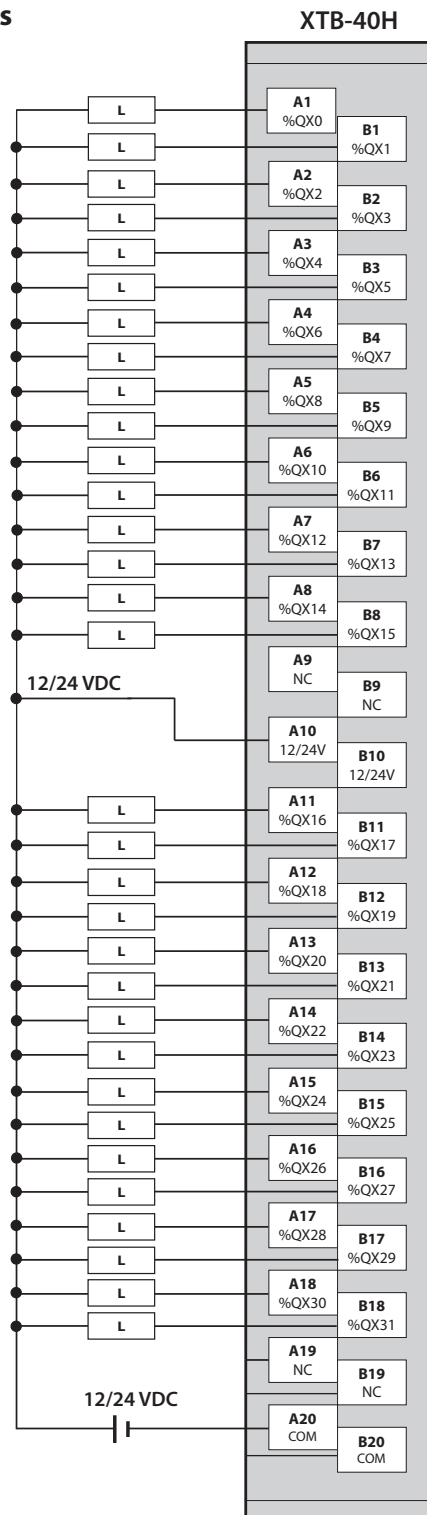 s
XTB-40H
L
A1
%QX0
L
B1
%QX1
L
A2
%QX2
L
B2
%QX3
L
A3
%QX4
L
B3
%QX5
L
A4
%QX6
L
B4
%QX7
L
A5
%QX8
L
B5
%QX9
L
A6
%QX10
L
B6
%QX11
L
A7
%QX12
L
B7
%QX13
L
A8
%QX14
L
B8
%QX15
A9
NC
12/24 VDC
B9
NC
A10
12/24V
B10
12/24V
L
A11
%QX16
L
B11
%QX17
L
A12
%QX18
L
B12
%QX19
L
A13
%QX20
L
B13
%QX21
L
A14
%QX22
L
B14
%QX23
L
A15
%QX24
L
B15
%QX25
L
A16
%QX26
L
B16
%QX27
L
A17
%QX28
L
B17
%QX29
L
A18
%QX30
L
B18
%QX31
A19
NC
B19
NC
12/24 VDC
A20
COM
B20
COM